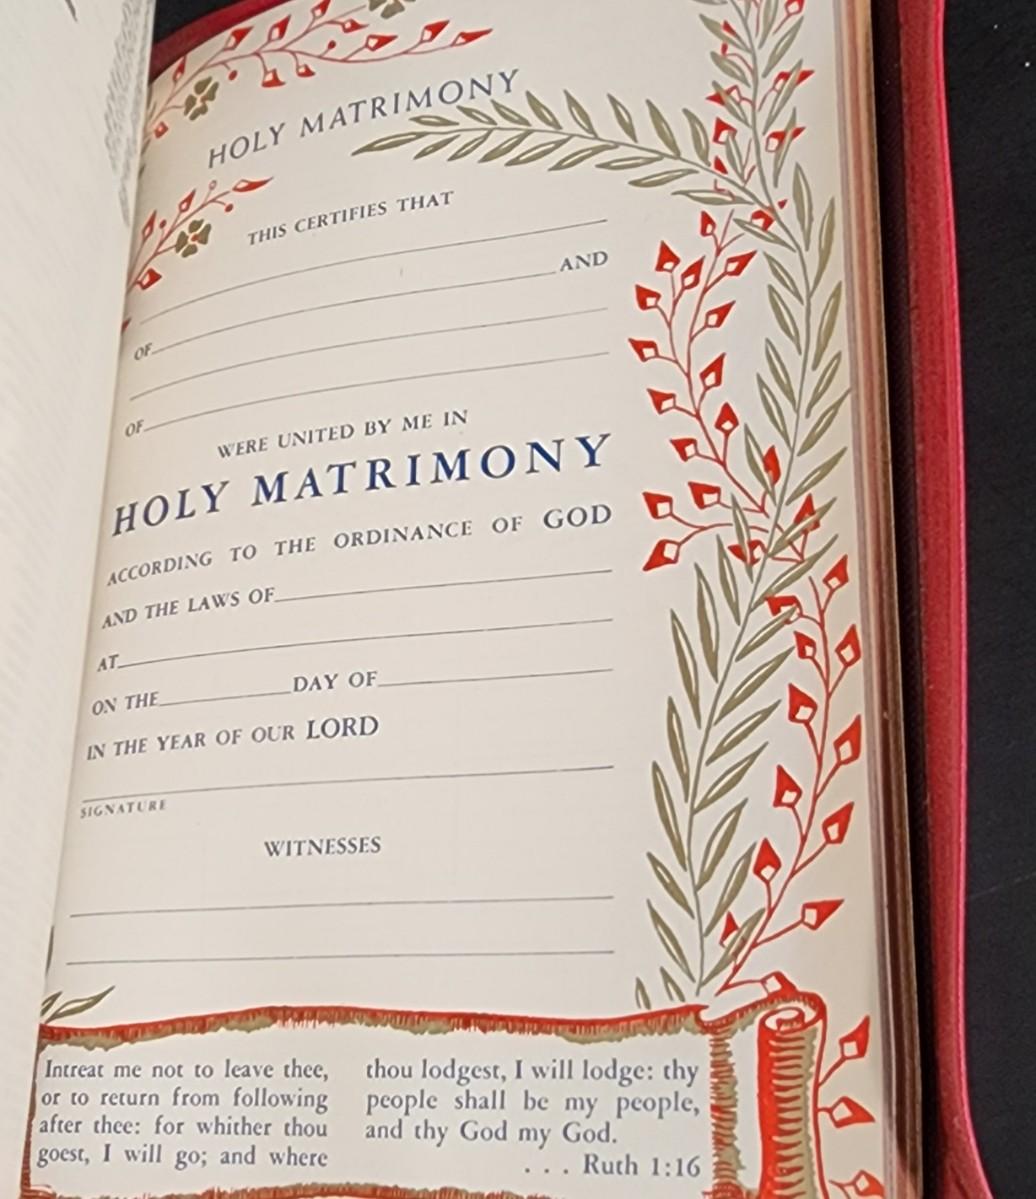 HOLY MATRIMONY
THIS CERTIFIES THAT
AND
OF
OF
WERE UNITED BY ME IN
HOLY MATRIMONY
ACCORDING TO THE ORDINANCE OF GOD
AND THE LAWS OF
AT
ON THE DAY OF
IN THE YEAR OF OUR LORD
SIGNATURE
WITNESSES
Intreat me not to leave thee,
or to return from following
after thee: for whither thou
goest, I will go; and where
thou lodgest, I will lodge: thy
people shall be my people,
and thy God my God.
. . . Ruth 1:16